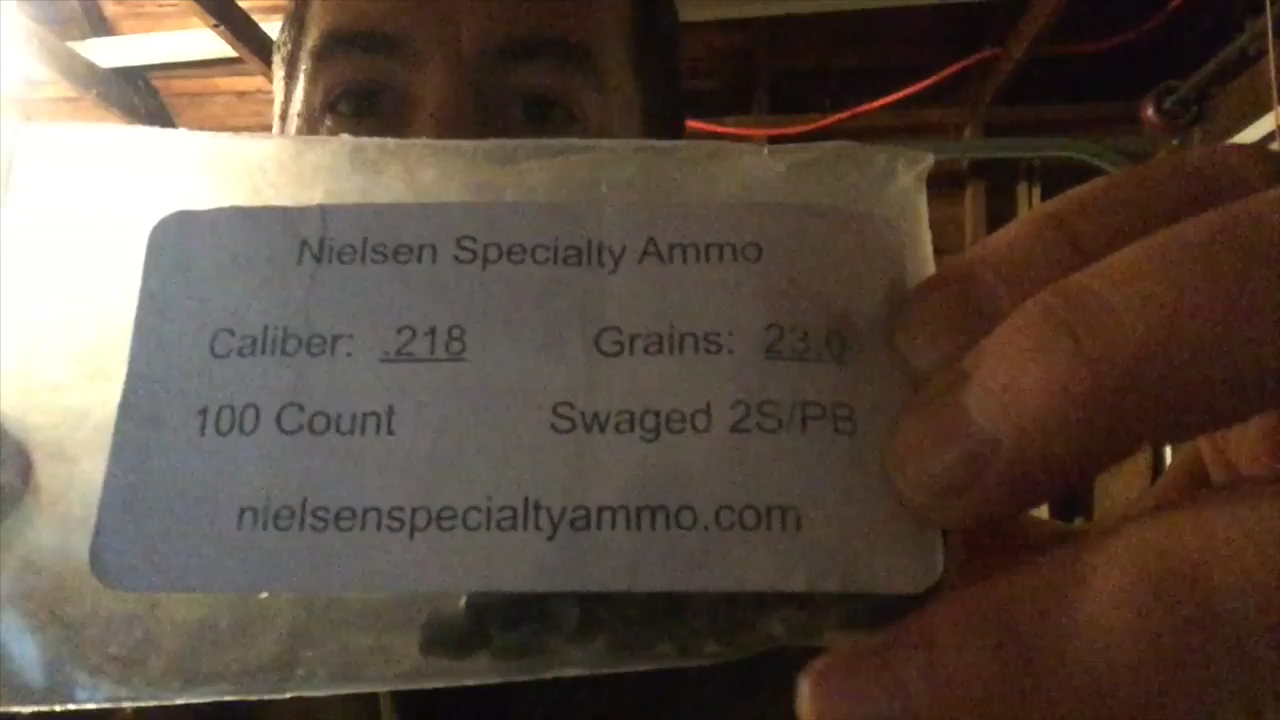 Nielsen Specialty Ammo
Caliber: .218 Grains: 23.0
100 Count Swaged 2S/PB
nielsenspecialtyammo.com